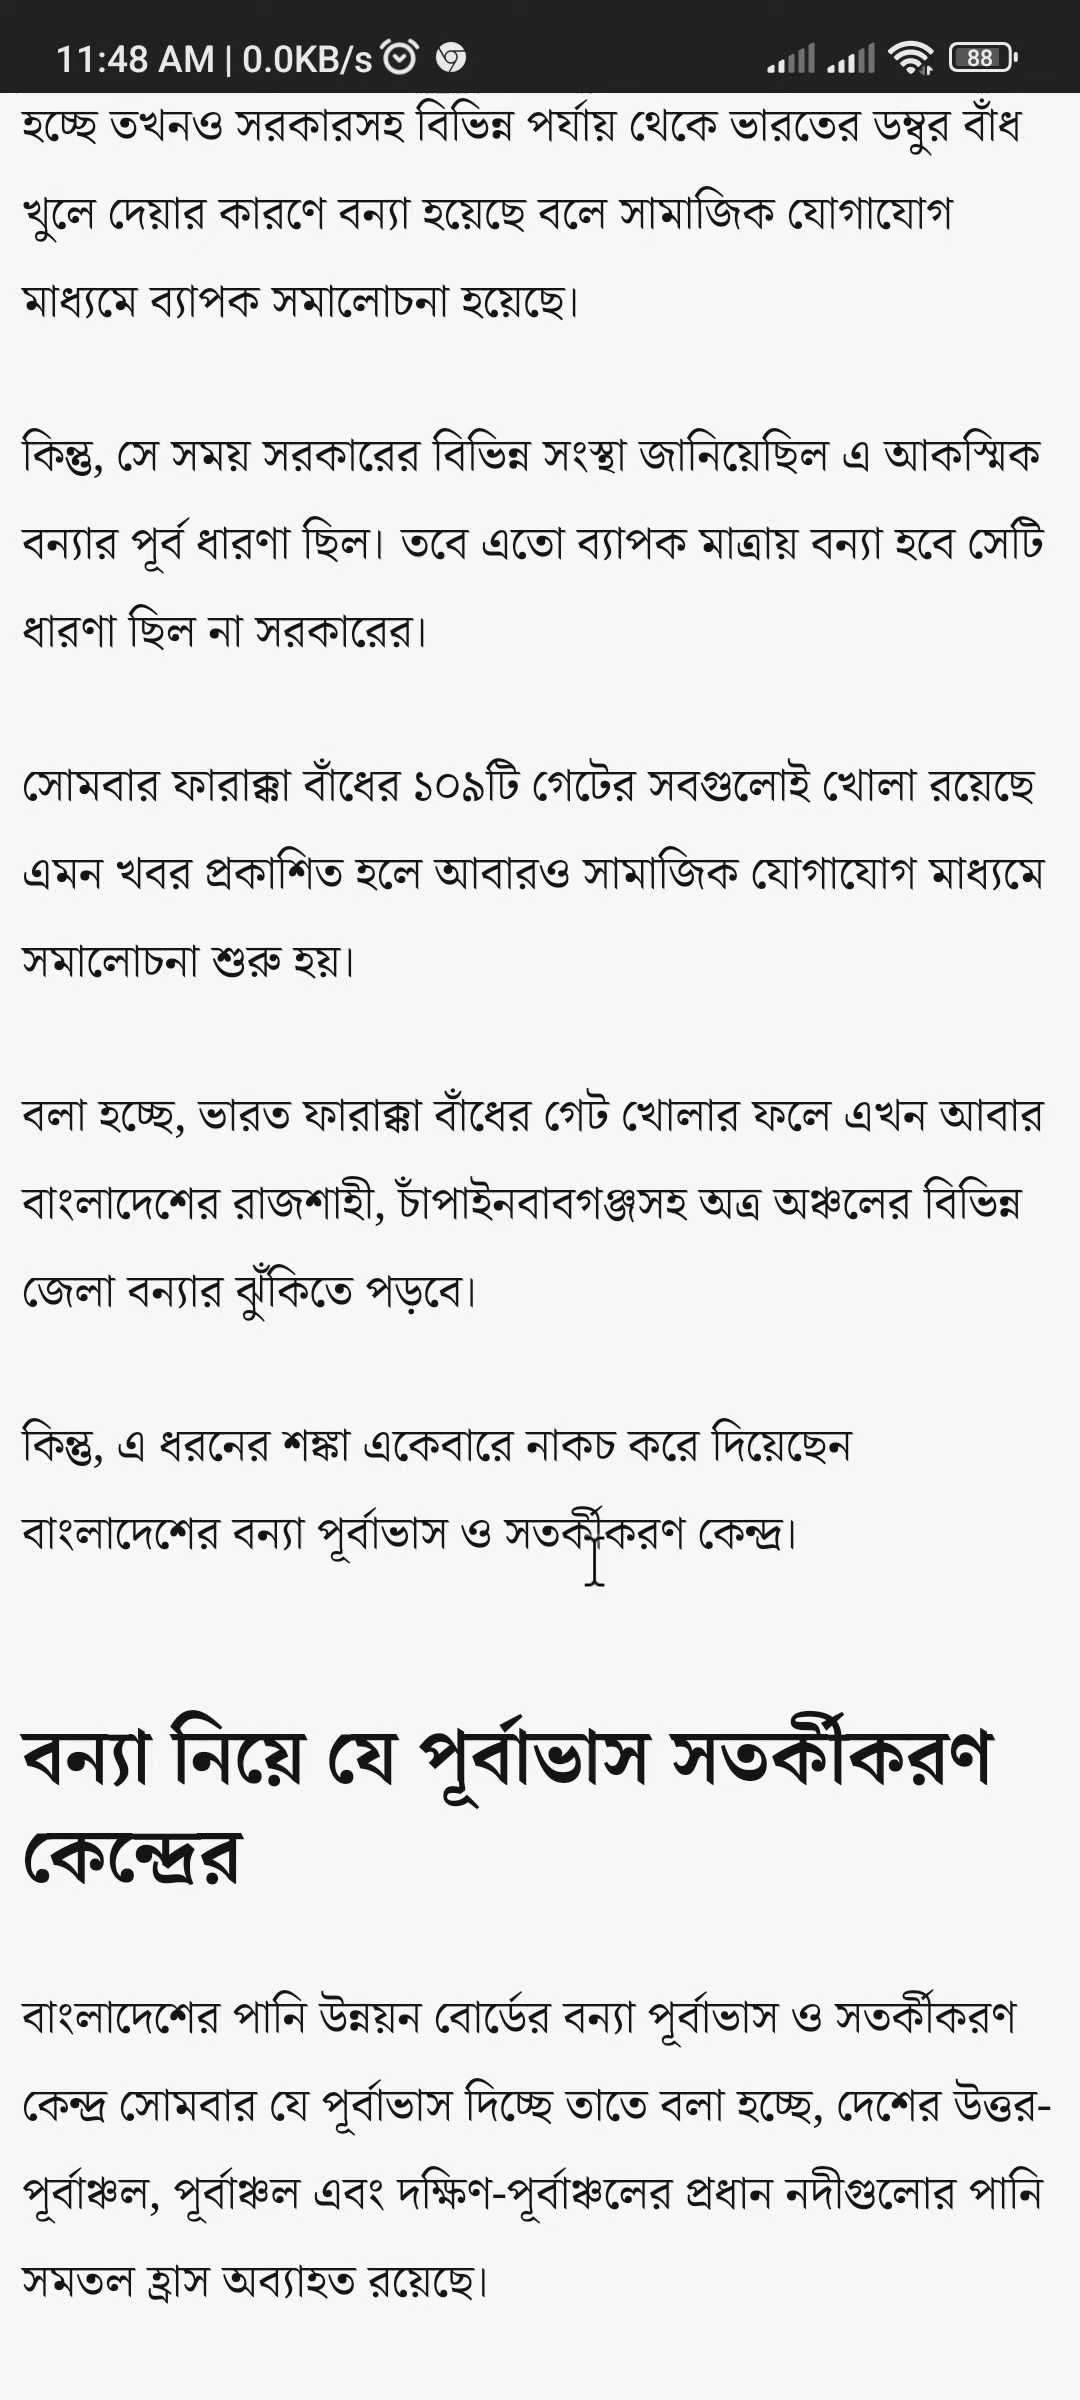 11:48 AM | 0.0KB/s
88
হচ্ছে তখনও সরকারসহ বিভিন্ন পর্যায় থেকে ভারতের ডম্বুর বাঁধ
খুলে দেয়ার কারণে বন্যা হয়েছে বলে সামাজিক যোগাযোগ
মাধ্যমে ব্যাপক সমালোচনা হয়েছে।
কিন্তু, সে সময় সরকারের বিভিন্ন সংস্থা জানিয়েছিল এ আকস্মিক
বন্যার পূর্ব ধারণা ছিল। তবে এতো ব্যাপক মাত্রায় বন্যা হবে সেটি
ধারণা ছিল না সরকারের।
সোমবার ফারাক্কা বাঁধের ১০৯টি গেটের সবগুলোই খোলা রয়েছে
এমন খবর প্রকাশিত হলে আবারও সামাজিক যোগাযোগ মাধ্যমে
সমালোচনা শুরু হয়।
বলা হচ্ছে, ভারত ফারাক্কা বাঁধের গেট খোলার ফলে এখন আবার
বাংলাদেশের রাজশাহী, চাঁপাইনবাবগঞ্জসহ অত্র অঞ্চলের বিভিন্ন
জেলা বন্যার ঝুঁকিতে পড়বে।
কিন্তু, এ ধরনের শঙ্কা একেবারে নাকচ করে দিয়েছেন
বাংলাদেশের বন্যা পূর্বাভাস ও সতর্কীকরণ কেন্দ্র।
বন্যা নিয়ে যে পূর্বাভাস সতর্কীকরণ
কেন্দ্রের
বাংলাদেশের পানি উন্নয়ন বোর্ডের বন্যা পূর্বাভাস ও সতর্কীকরণ
কেন্দ্র সোমবার যে পূর্বাভাস দিচ্ছে তাতে বলা হচ্ছে, দেশের উত্তর-
পূর্বাঞ্চল, পূর্বাঞ্চল এবং দক্ষিণ-পূর্বাঞ্চলের প্রধান নদীগুলোর পানি
সমতল হ্রাস অব্যাহত রয়েছে।